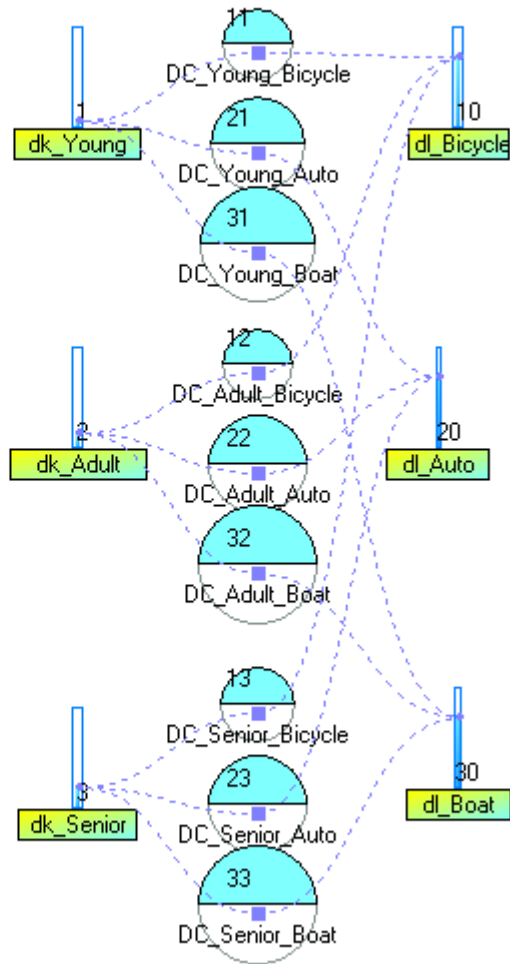 11
DC_Young_Bicycle
1
dk_Young
10
dl_Bicycle
21
DC_Young_Auto
31
DC_Young_Boat
12
DC_Adult_Bicycle
2
dk_Adult
20
dl_Auto
22
DC_Adult_Auto
32
DC_Adult_Boat
13
DC_Senior_Bicycle
3
dk_Senior
30
dl_Boat
23
DC_Senior_Auto
33
DC_Senior_Boat